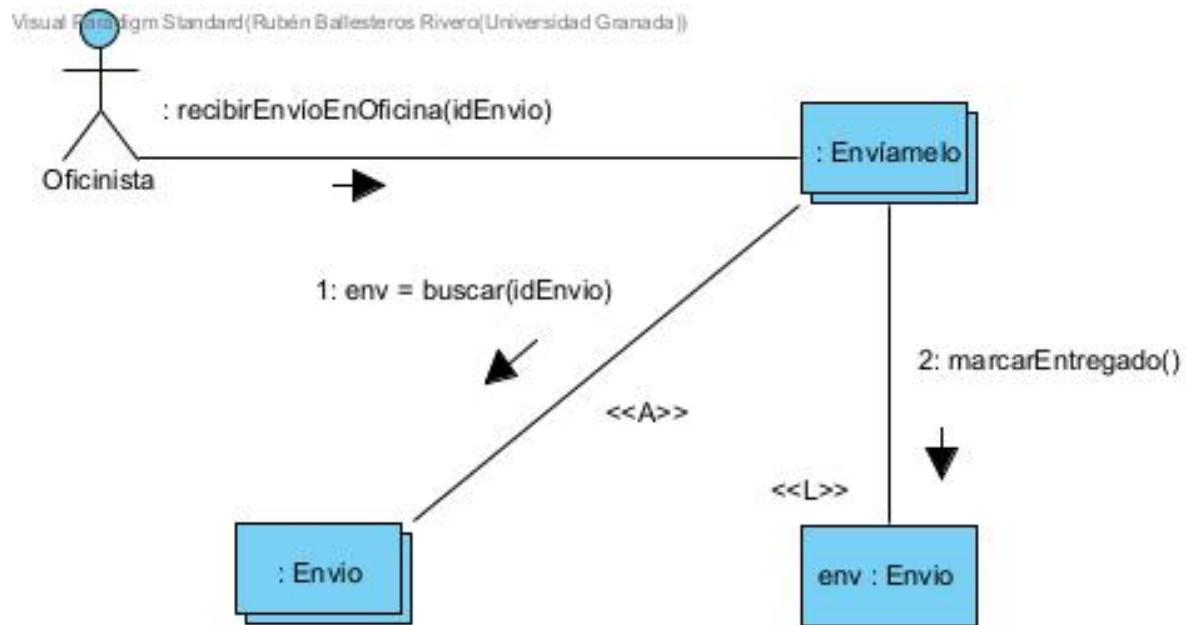 Visual Paradigm Standard(Rubén Ballesteros Rivero(Universidad Granada))
: recibirEnvíoEnOficina(idEnvio)
: Envíamelo
Oficinista
1: env = buscar(idEnvio)
2: marcarEntregado()
<<A>>
<<L>>
: Envio
env : Envio